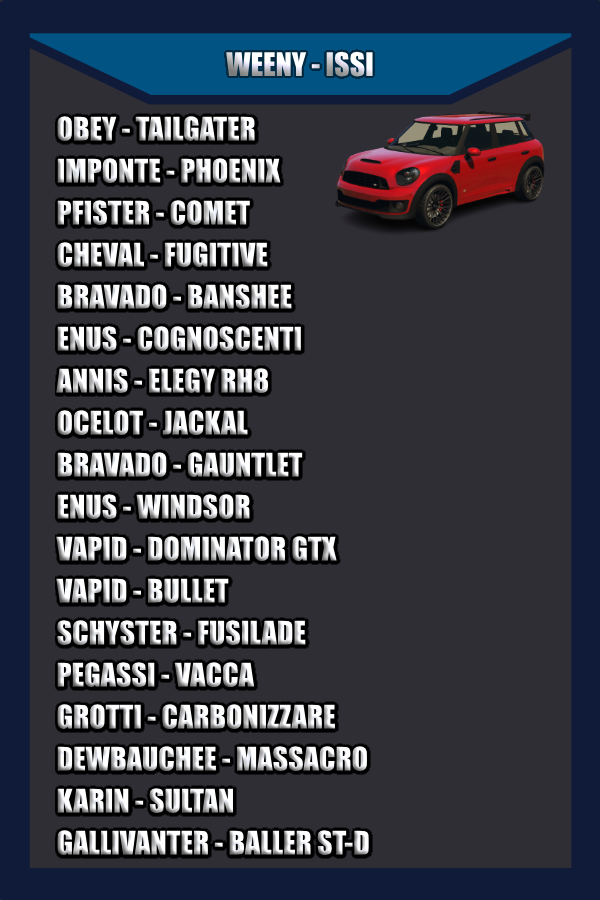 WEENY - ISSI
OBEY - TAILGATER
IMPONTE - PHOENIX
PFISTER - COMET
CHEVAL - FUGITIVE
BRAVADO - BANSHEE
ENUS - COGNOSCENTI
ANNIS - ELEGY RH8
OCELOT - JACKAL
BRAVADO - GAUNTLET
ENUS - WINDSOR
VAPID - DOMINATOR GTX
VAPID - BULLET
SCHYSTER - FUSILADE
PEGASSI - VACCA
GROTTI - CARBONIZZARE
DEWBAUCHEE - MASSACRO
KARIN - SULTAN
GALLIVANTER - BALLER ST-D